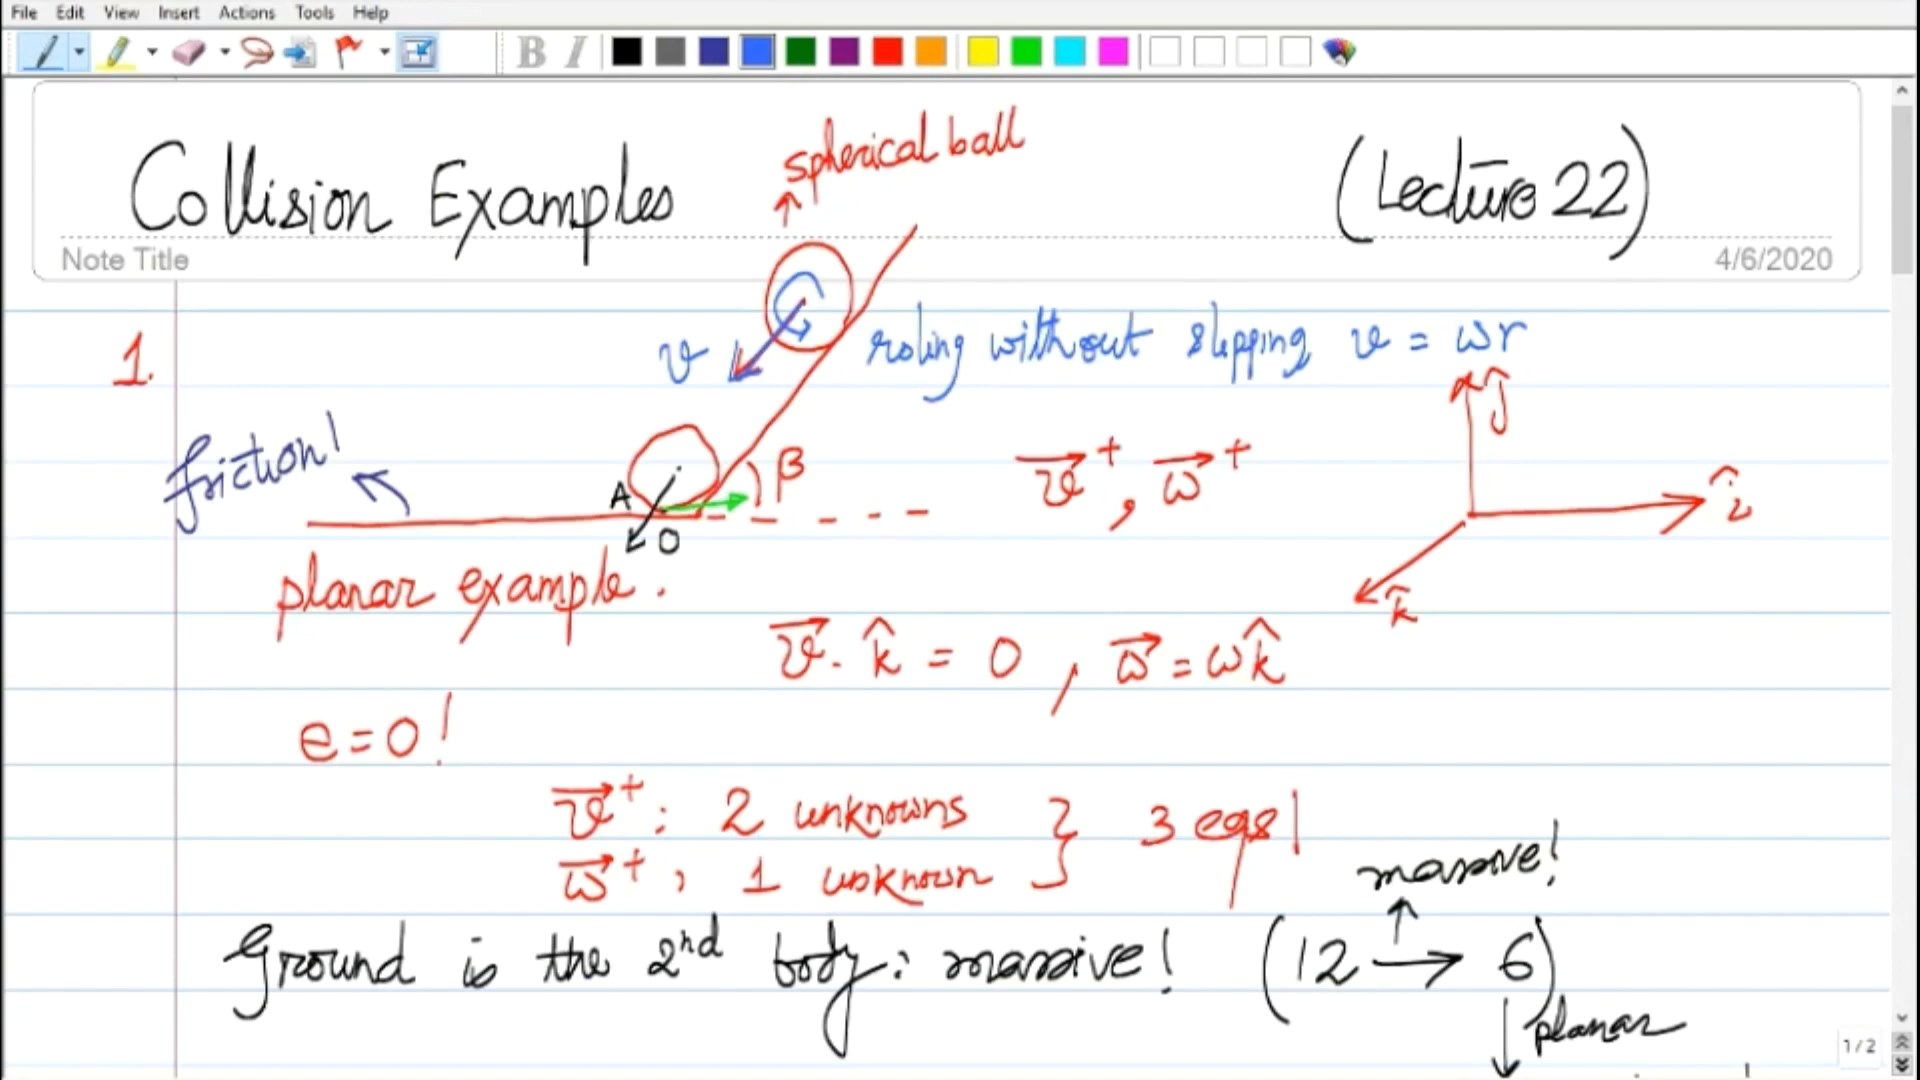 File Edit View Insert Actions Tools Help
B I
spherical ball
Collision Examples
(Lecture 22)
Note Title
4/6/2020
1.
v
roling without slipping v = ωr
ĵ
friction!
β
v⃗⁺, ω⃗⁺
î
A
O
k̂
planar example.
v⃗ . k̂ = 0 , ω⃗ = ωk̂
e = 0 !
v⃗⁺ : 2 unknowns } 3 eqs!
ω⃗⁺ , 1 unknown
massive!
Ground is the 2nd body : massive! (12 → 6)
planar
1 / 2